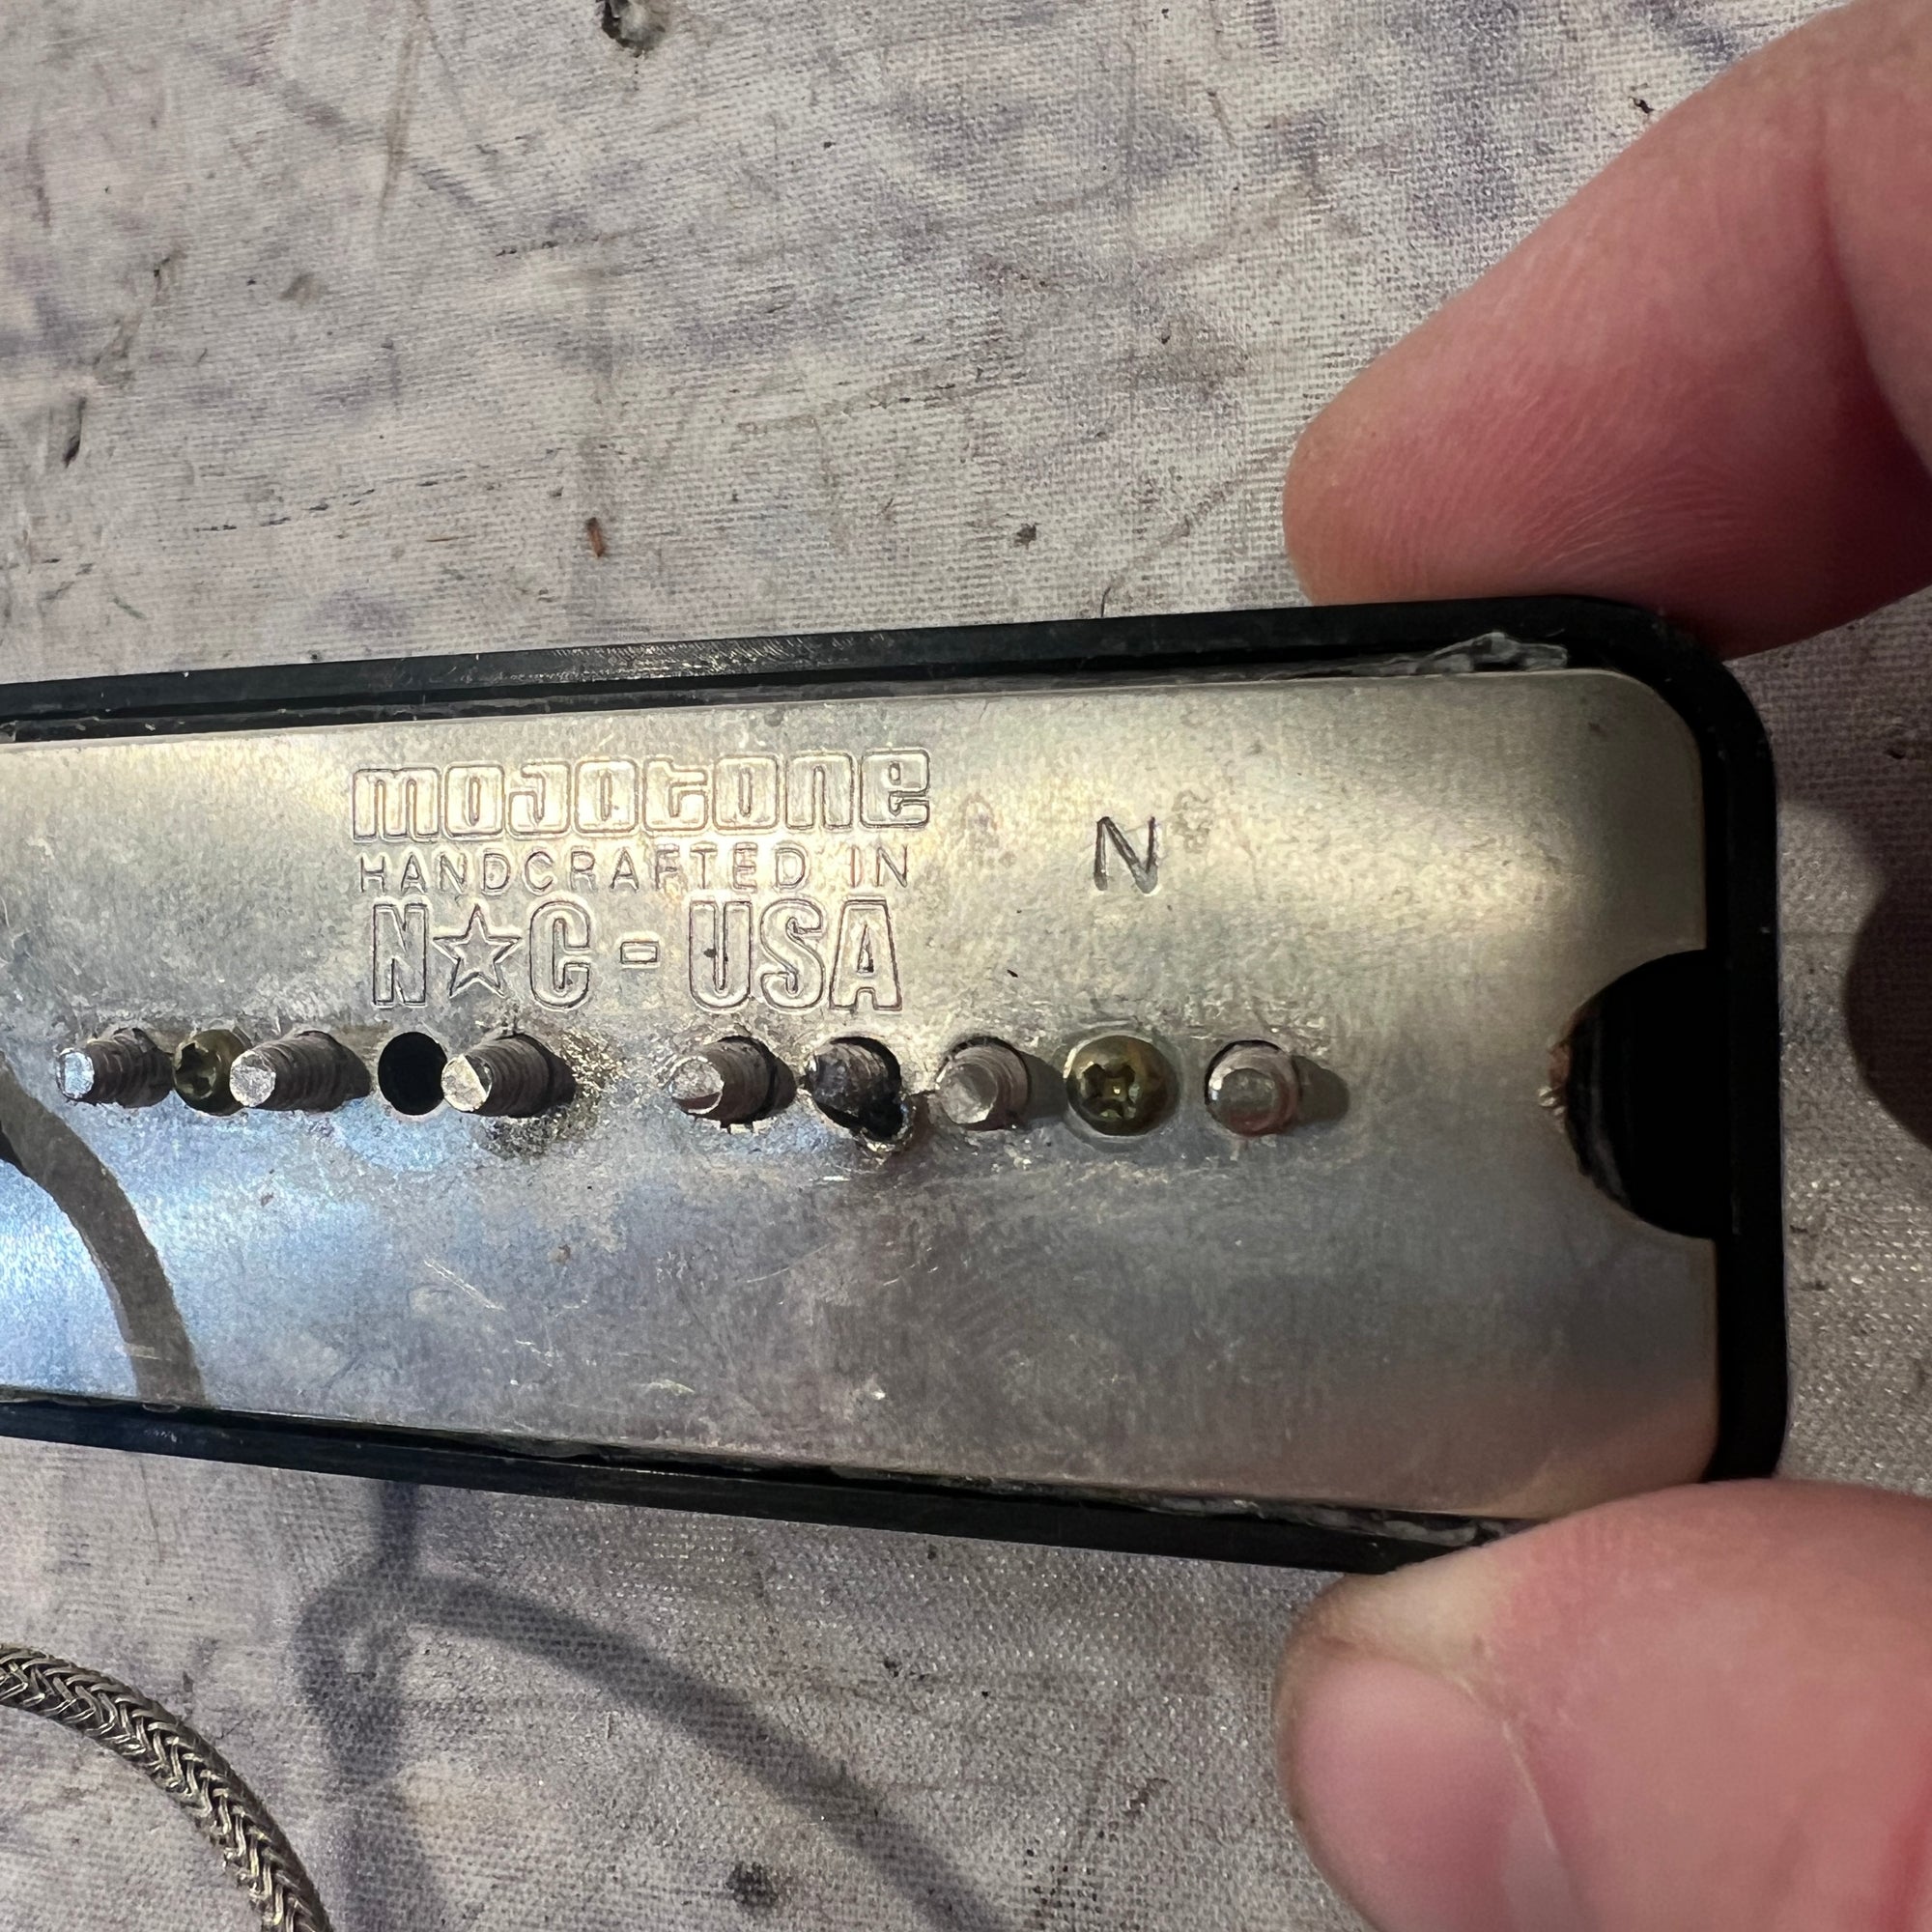 mojotone
HANDCRAFTED IN
N☆C - USA
N